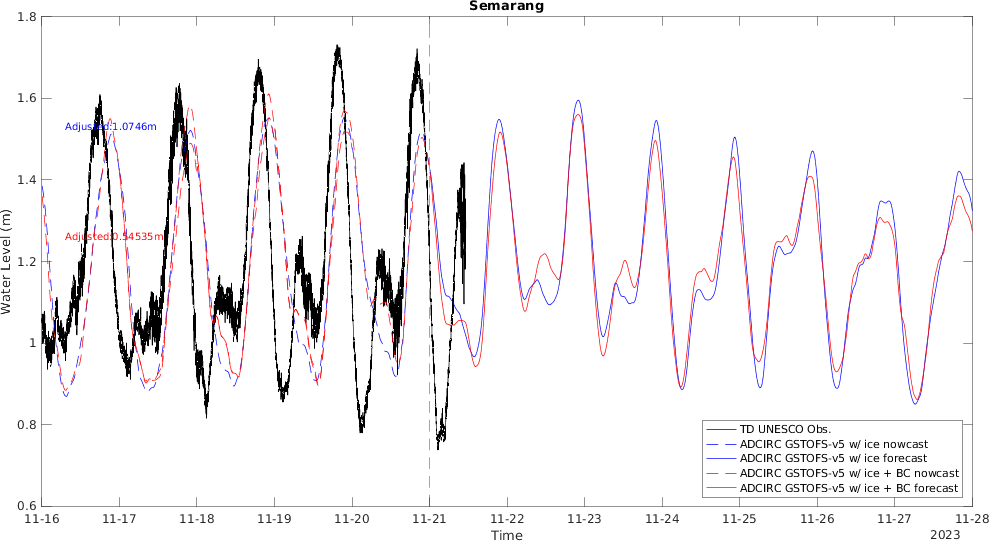 Semarang
Water Level (m)
1.8
1.6
1.4
1.2
1
0.8
0.6
Adjusted:1.0746m
Adjusted:0.54535m
TD UNESCO Obs.
ADCIRC GSTOFS-v5 w/ ice nowcast
ADCIRC GSTOFS-v5 w/ ice forecast
ADCIRC GSTOFS-v5 w/ ice + BC nowcast
ADCIRC GSTOFS-v5 w/ ice + BC forecast
11-16 11-17 11-18 11-19 11-20 11-21 11-22 11-23 11-24 11-25 11-26 11-27 11-28
Time
2023